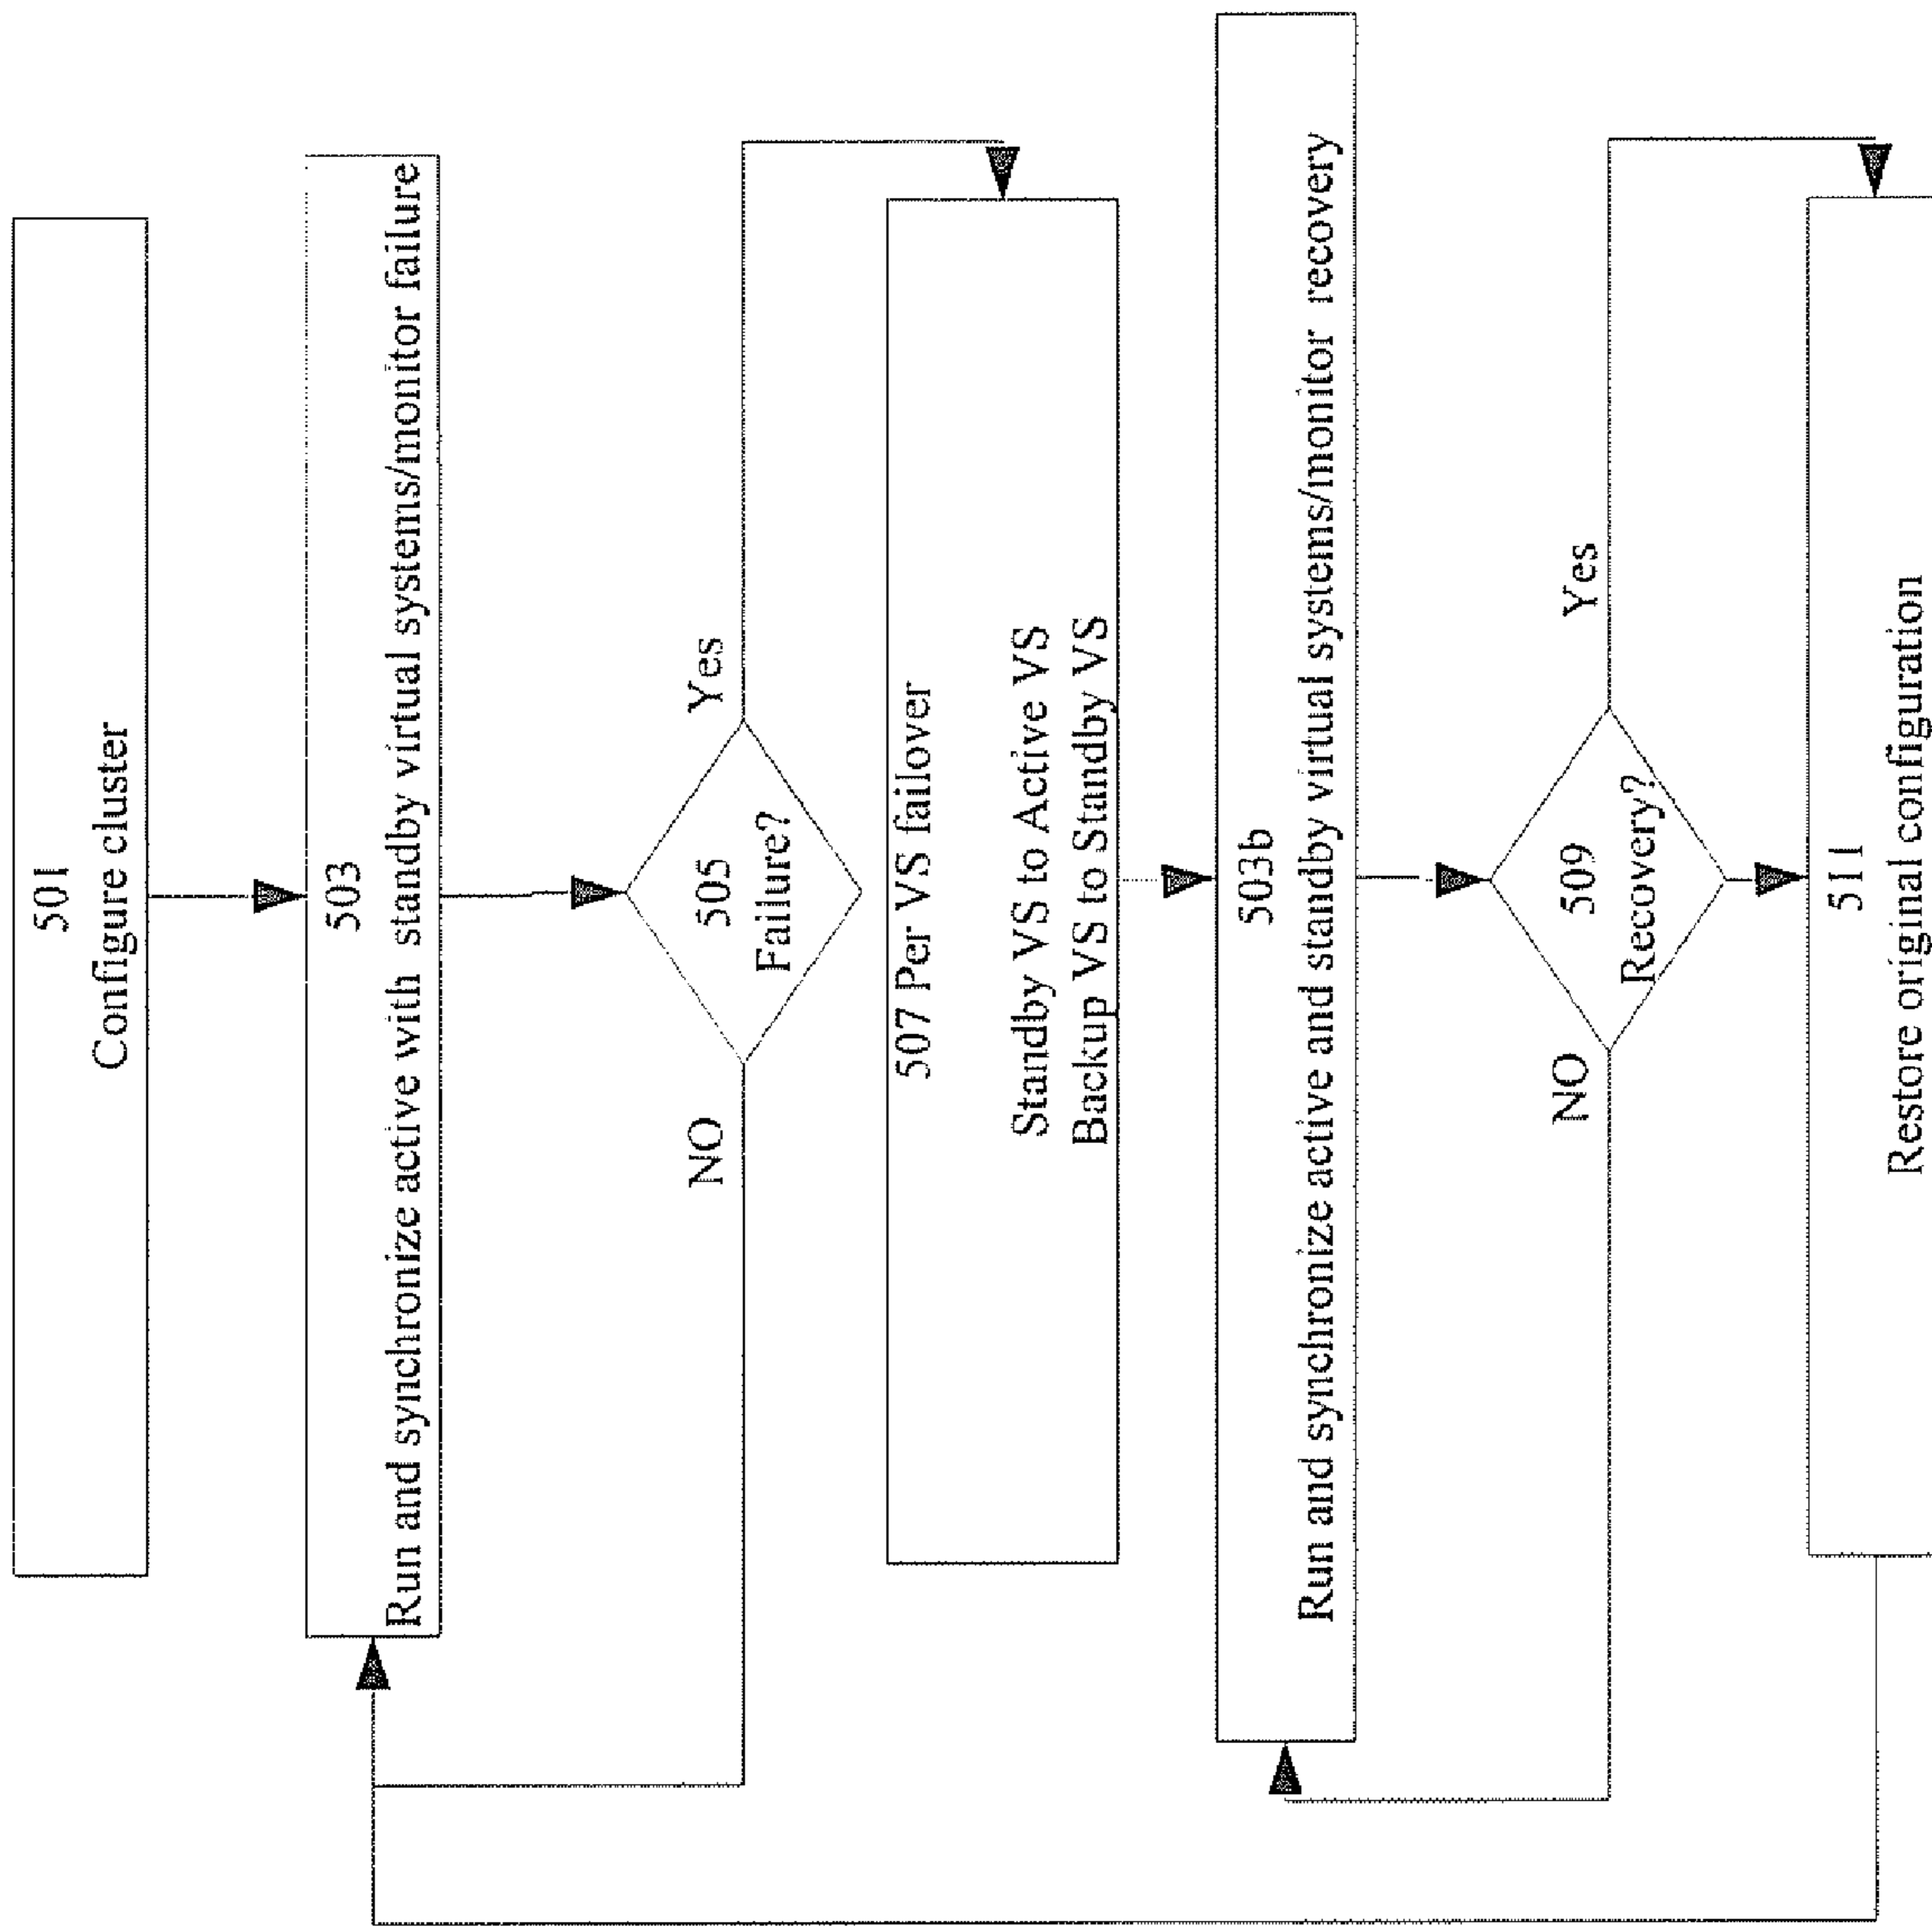 501
Configure cluster
503
Run and synchronize active with standby virtual systems/monitor failure
505
Failure?
Yes
NO
507 Per VS failover
Standby VS to Active VS
Backup VS to Standby VS
503b
Run and synchronize active and standby virtual systems/monitor recovery
509
Recovery?
Yes
NO
511
Restore original configuration